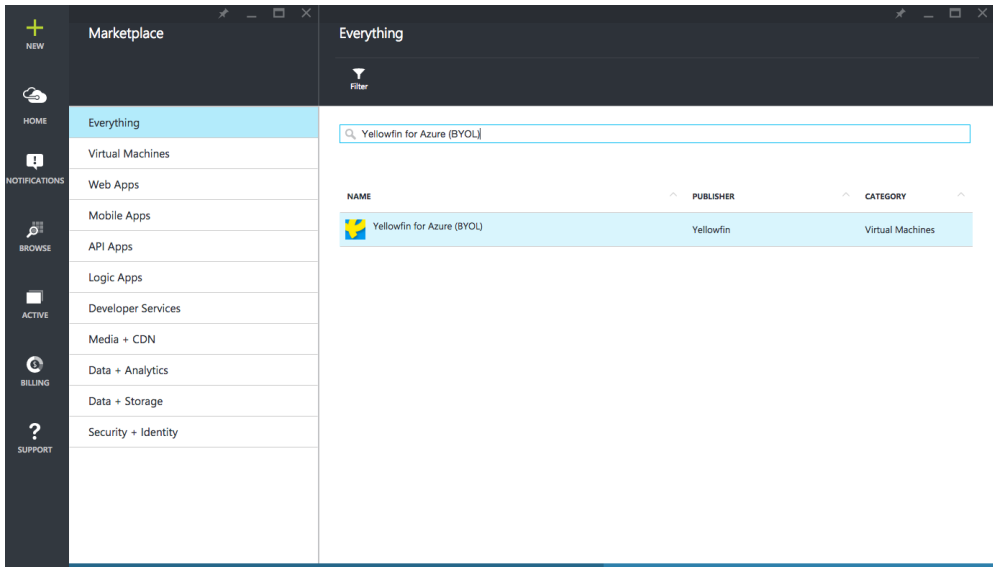 NEW
HOME
NOTIFICATIONS
BROWSE
ACTIVE
BILLING
SUPPORT
Marketplace
Everything
Virtual Machines
Web Apps
Mobile Apps
API Apps
Logic Apps
Developer Services
Media + CDN
Data + Analytics
Data + Storage
Security + Identity
Everything
Filter
Yellowfin for Azure (BYOL)
NAME PUBLISHER CATEGORY
Yellowfin for Azure (BYOL) Yellowfin Virtual Machines